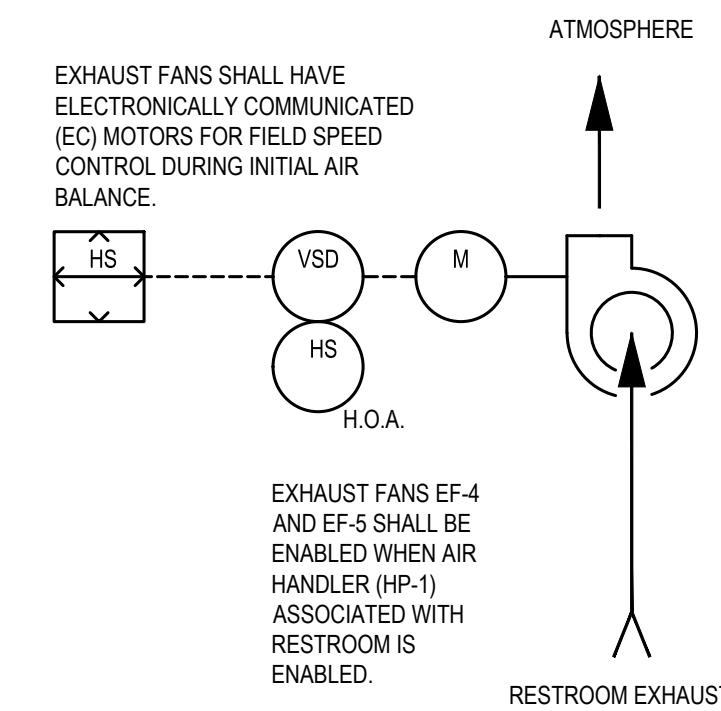 ATMOSPHERE
EXHAUST FANS SHALL HAVE
ELECTRONICALLY COMMUNICATED
(EC) MOTORS FOR FIELD SPEED
CONTROL DURING INITIAL AIR
BALANCE.
HS
VSD
M
HS
H.O.A.
EXHAUST FANS EF-4
AND EF-5 SHALL BE
ENABLED WHEN AIR
HANDLER (HP-1)
ASSOCIATED WITH
RESTROOM IS
ENABLED.
RESTROOM EXHAUST